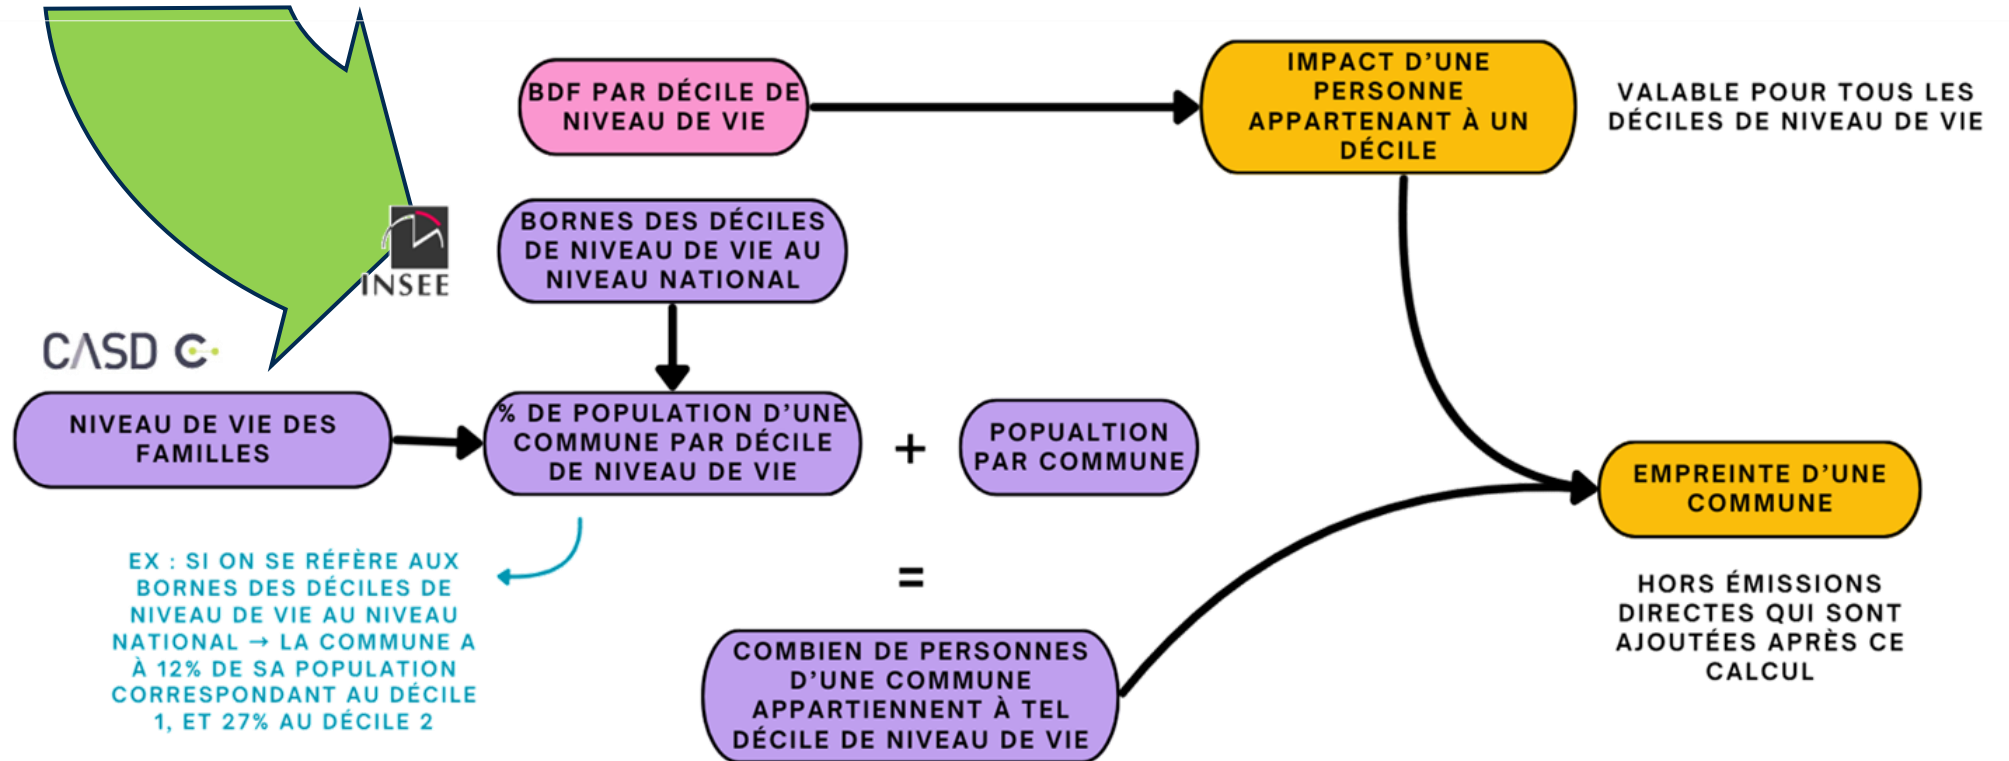 BDF PAR DÉCILE DE
NIVEAU DE VIE
IMPACT D'UNE
PERSONNE
APPARTENANT À UN
DÉCILE
VALABLE POUR TOUS LES
DÉCILES DE NIVEAU DE VIE
BORNES DES DÉCILES
DE NIVEAU DE VIE AU
NIVEAU NATIONAL
INSEE
CASD C
NIVEAU DE VIE DES
FAMILLES
% DE POPULATION D'UNE
COMMUNE PAR DÉCILE
DE NIVEAU DE VIE
+
POPUALTION
PAR COMMUNE
EMPREINTE D'UNE
COMMUNE
EX : SI ON SE RÉFÈRE AUX
BORNES DES DÉCILES DE
NIVEAU DE VIE AU NIVEAU
NATIONAL → LA COMMUNE A
À 12% DE SA POPULATION
CORRESPONDANT AU DÉCILE
1, ET 27% AU DÉCILE 2
=
COMBIEN DE PERSONNES
D'UNE COMMUNE
APPARTIENNENT À TEL
DÉCILE DE NIVEAU DE VIE
HORS ÉMISSIONS
DIRECTES QUI SONT
AJOUTÉES APRÈS CE
CALCUL